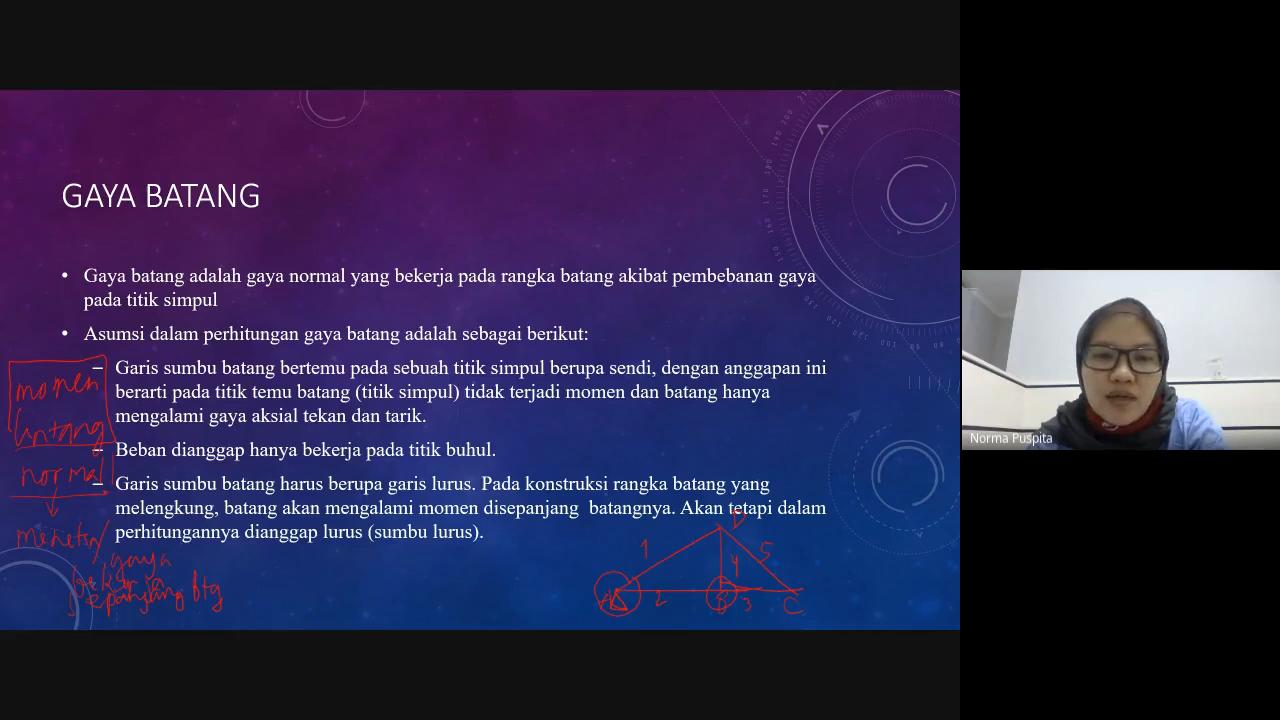 GAYA BATANG
• Gaya batang adalah gaya normal yang bekerja pada rangka batang akibat pembebanan gaya
pada titik simpul
• Asumsi dalam perhitungan gaya batang adalah sebagai berikut:
– Garis sumbu batang bertemu pada sebuah titik simpul berupa sendi, dengan anggapan ini
berarti pada titik temu batang (titik simpul) tidak terjadi momen dan batang hanya
mengalami gaya aksial tekan dan tarik.
– Beban dianggap hanya bekerja pada titik buhul.
– Garis sumbu batang harus berupa garis lurus. Pada konstruksi rangka batang yang
melengkung, batang akan mengalami momen disepanjang batangnya. Akan tetapi dalam
perhitungannya dianggap lurus (sumbu lurus).
momen
lintang
normal
gaya
bekerja
sepanjang btg
D
1
4
5
A
2
B
3
C
Norma Puspita